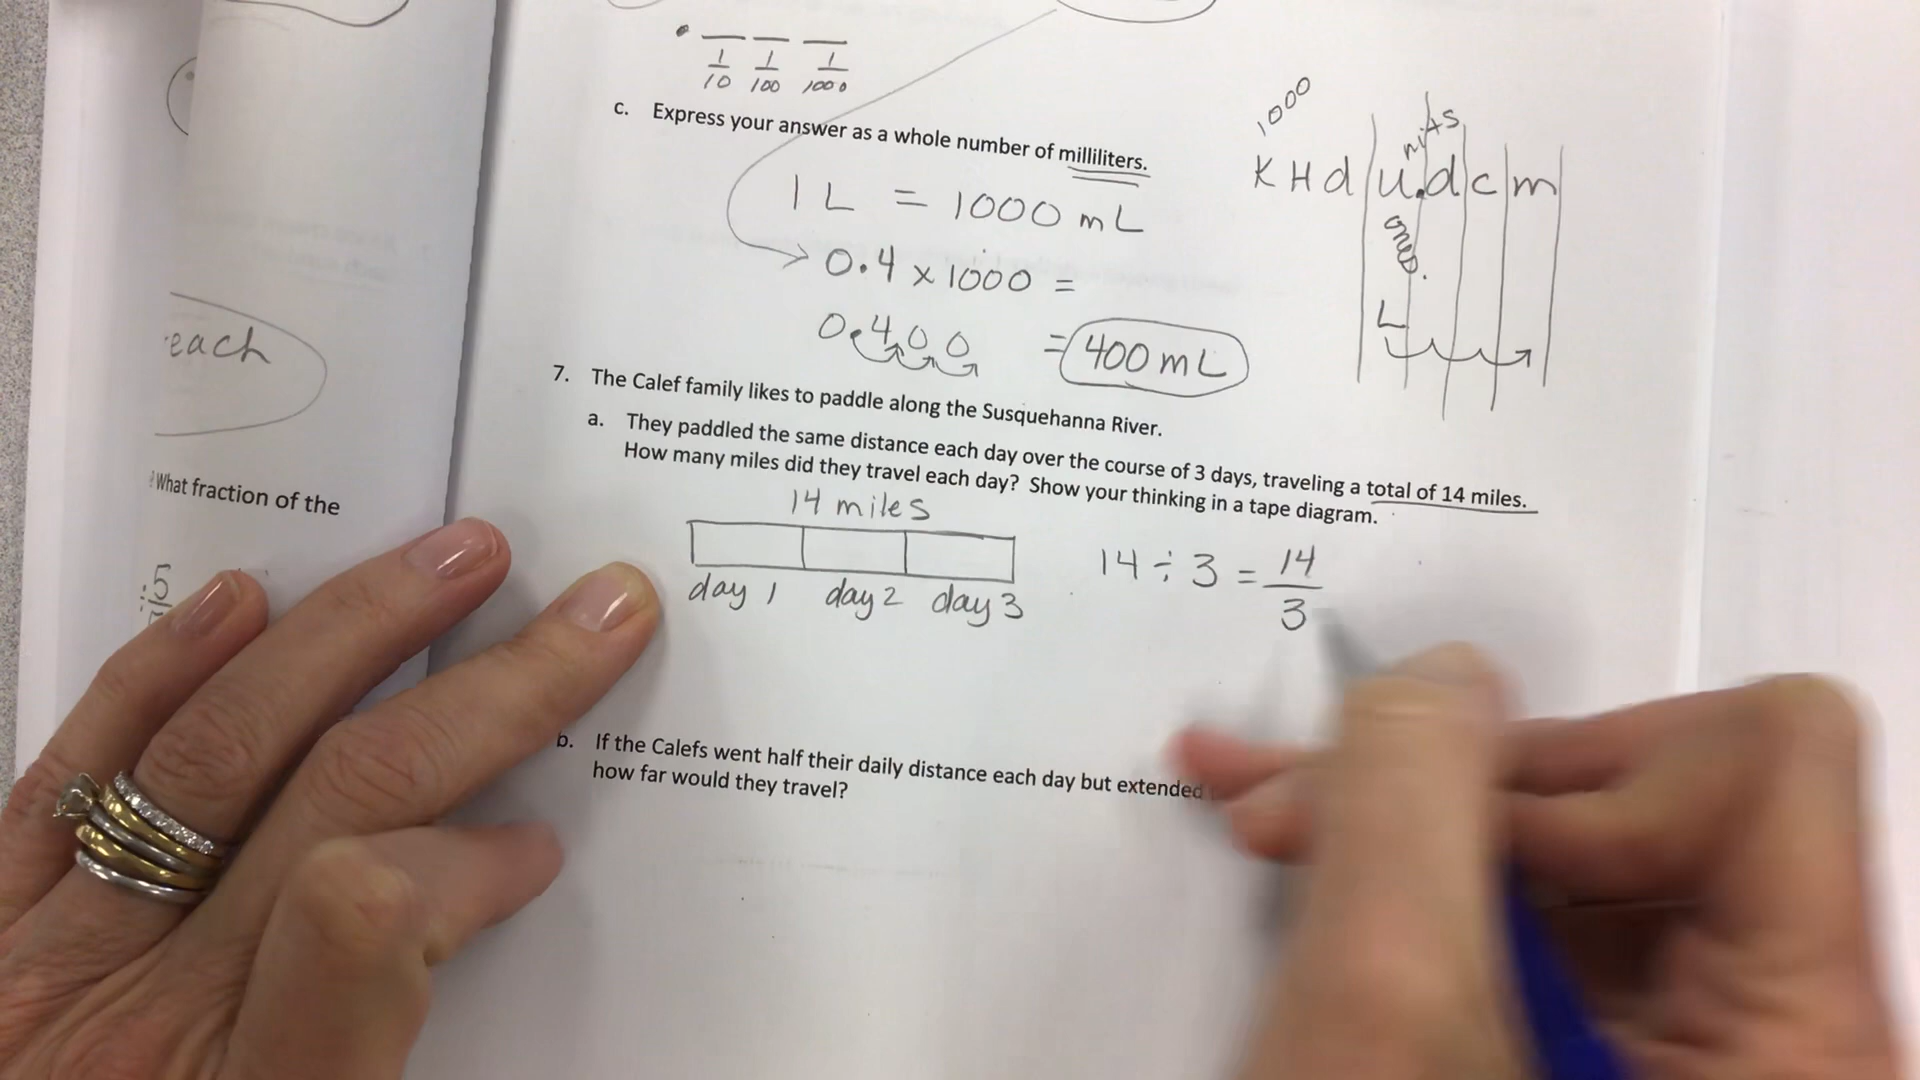 . _ _ _
1/10 1/100 1/1000
c. Express your answer as a whole number of milliliters.
1 L = 1000 mL
0.4 x 1000 =
0.400 = 400 mL
1000
K H d u.d c m
nits
ones.
L
7. The Calef family likes to paddle along the Susquehanna River.
a. They paddled the same distance each day over the course of 3 days, traveling a total of 14 miles.
How many miles did they travel each day? Show your thinking in a tape diagram.
14 miles
day 1 day 2 day 3
14 ÷ 3 = 14/3
b. If the Calefs went half their daily distance each day but extended
how far would they travel?
each
What fraction of the
5